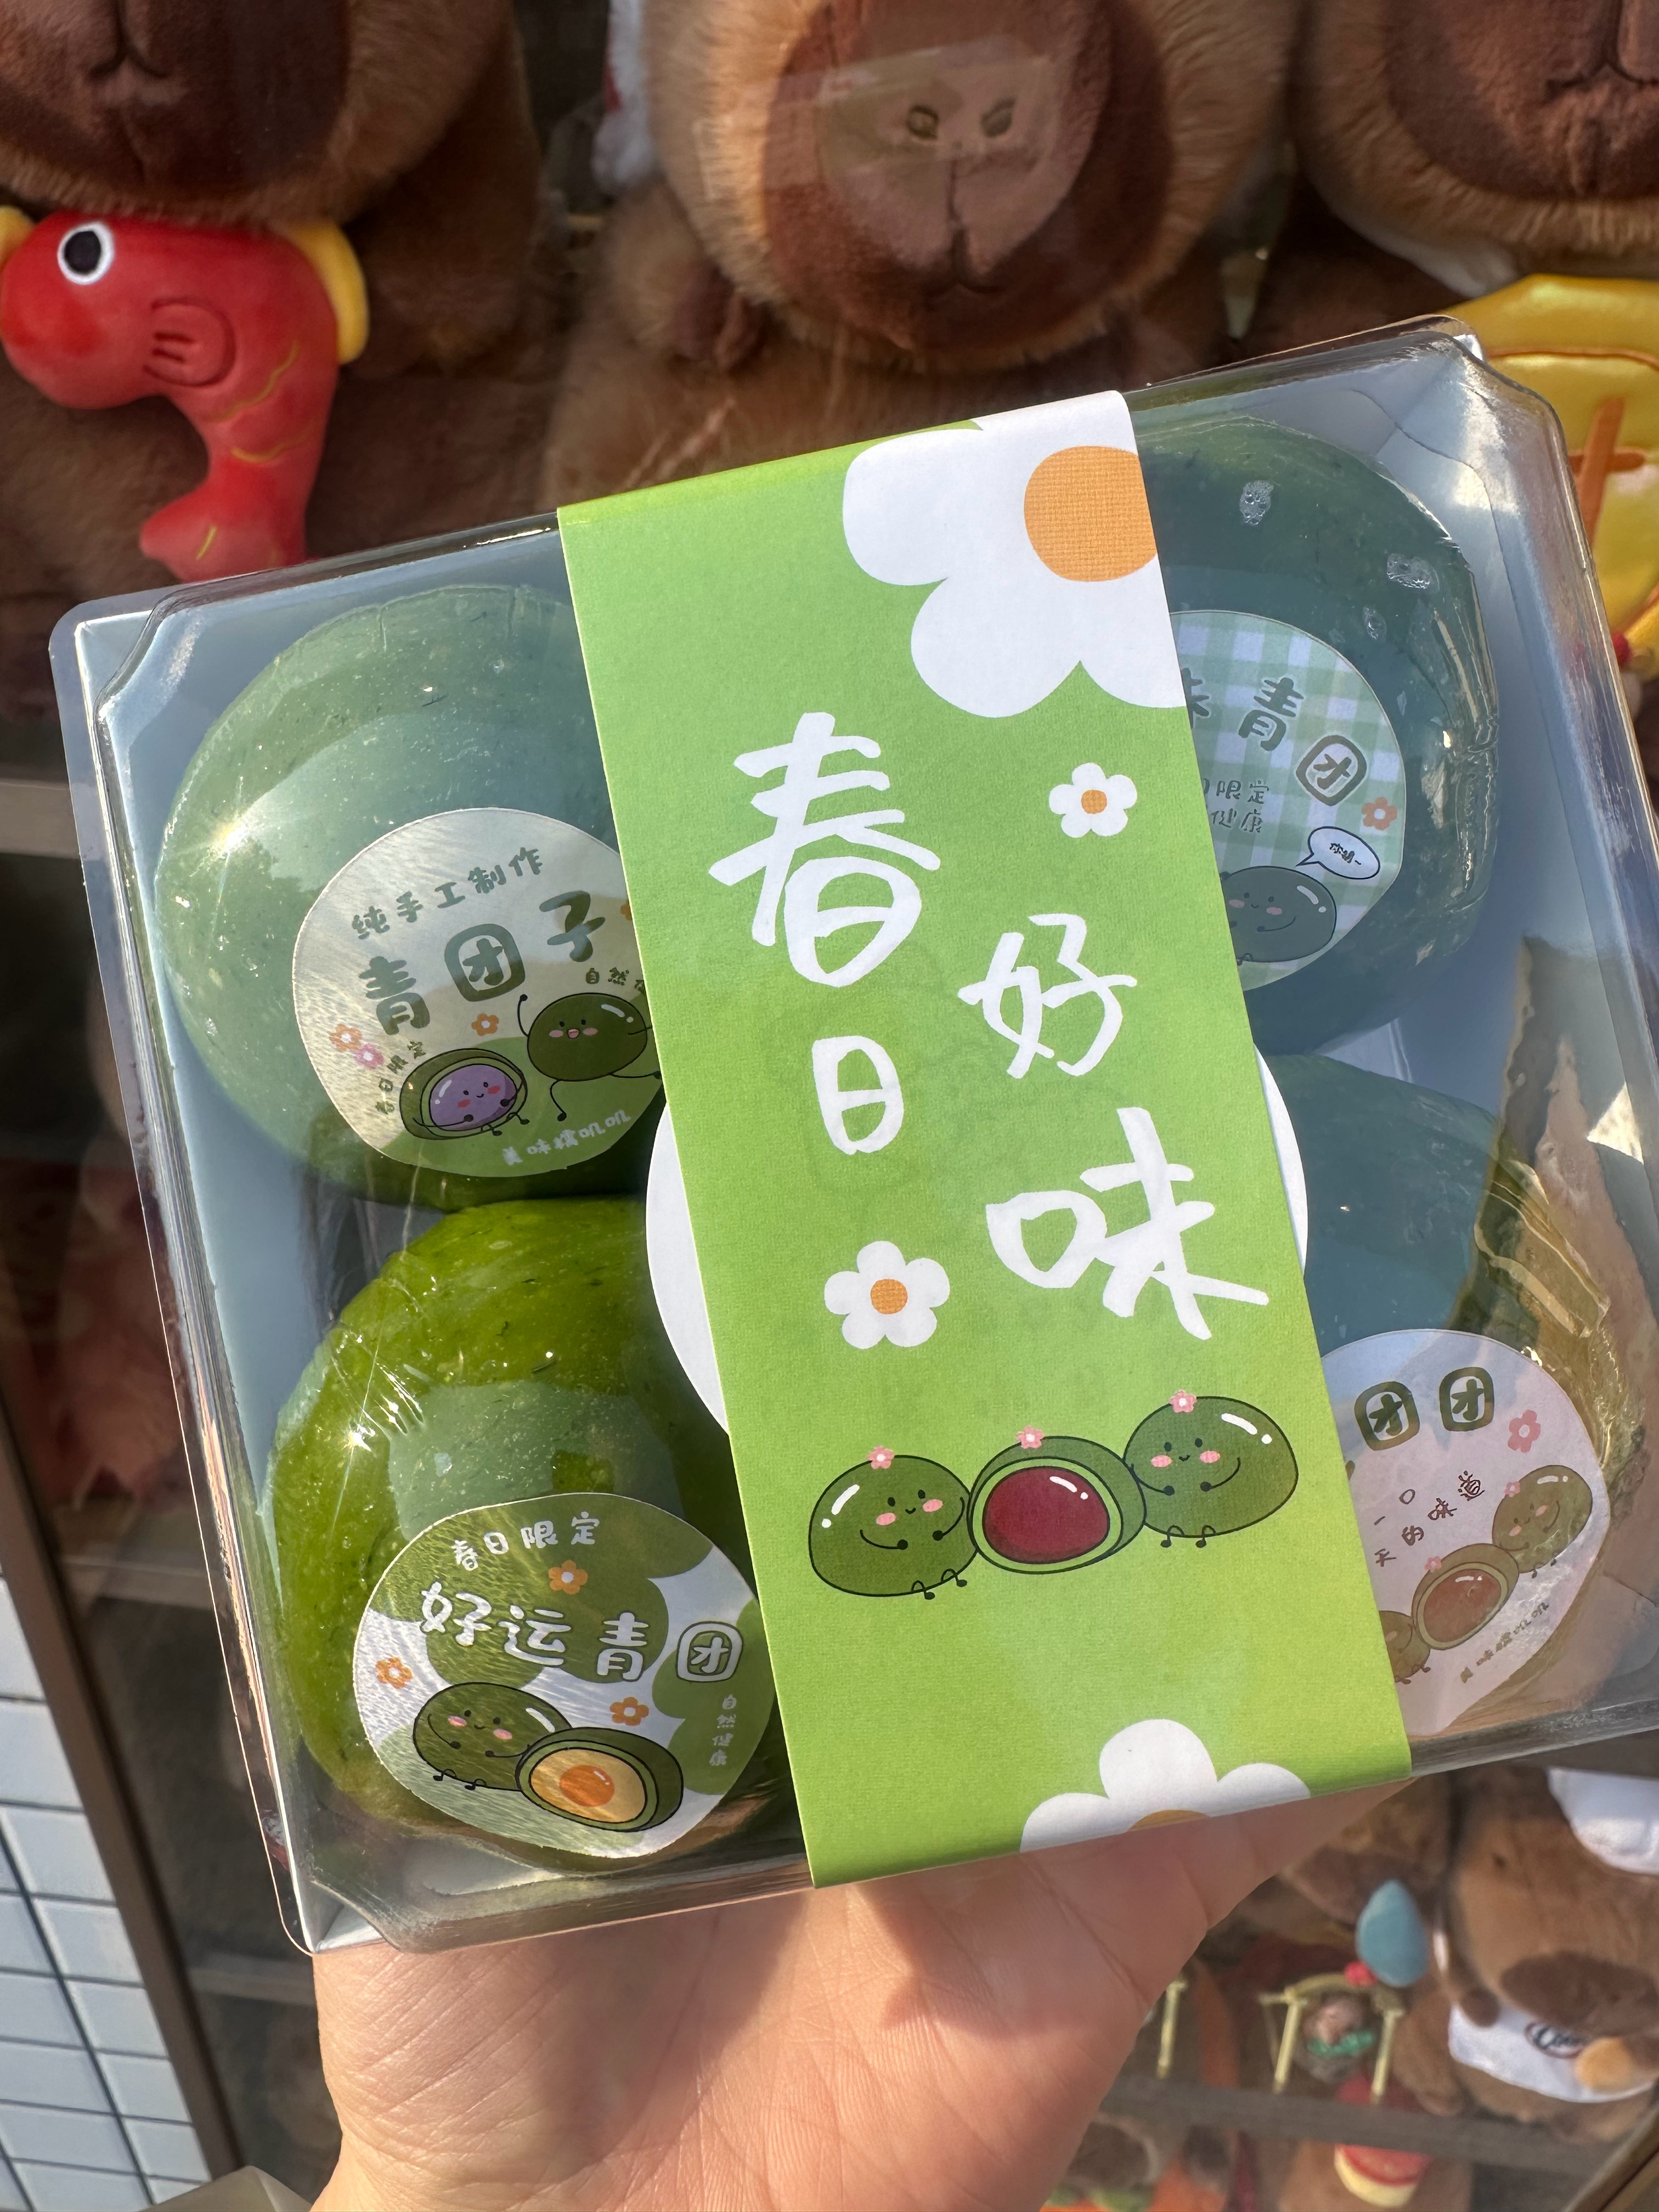 春日
好味
纯手工制作
青团子
自然
春日限定
美味糯叽叽
春日限定
好运青团
自然健康
味青团
限定
健康
团团
一口
天的味
美味糯叽叽